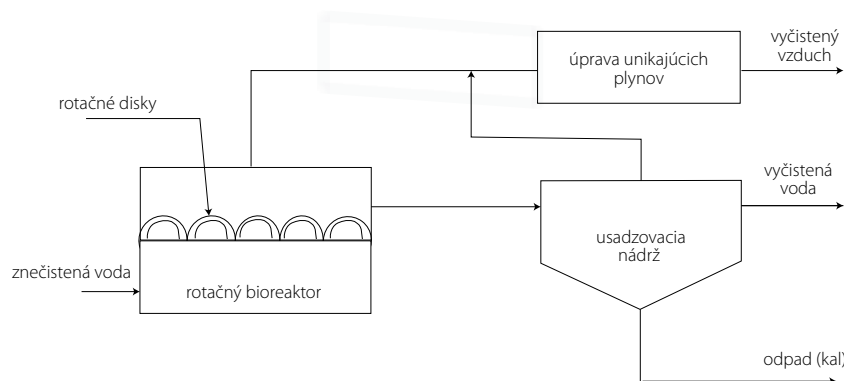 vyčistený
vzduch
úprava unikajúcich
plynov
rotačné disky
vyčistená
voda
usadzovacia
nádrž
znečistená voda
rotačný bioreaktor
odpad (kal)